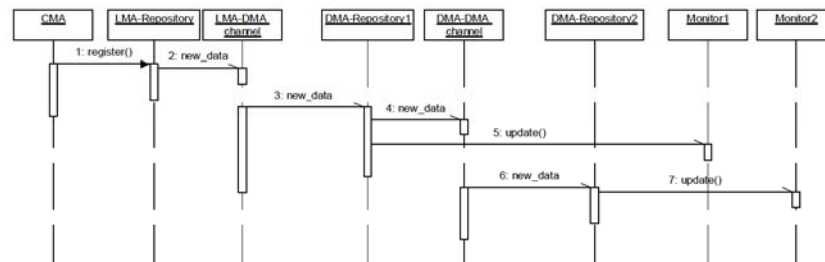 CMA
LMA-Repository
LMA-DMA
channel
DMA-Repository1
DMA-DMA
channel
DMA-Repository2
Monitor1
Monitor2
1: register()
2: new_data
3: new_data
4: new_data
5: update()
6: new_data
7: update()